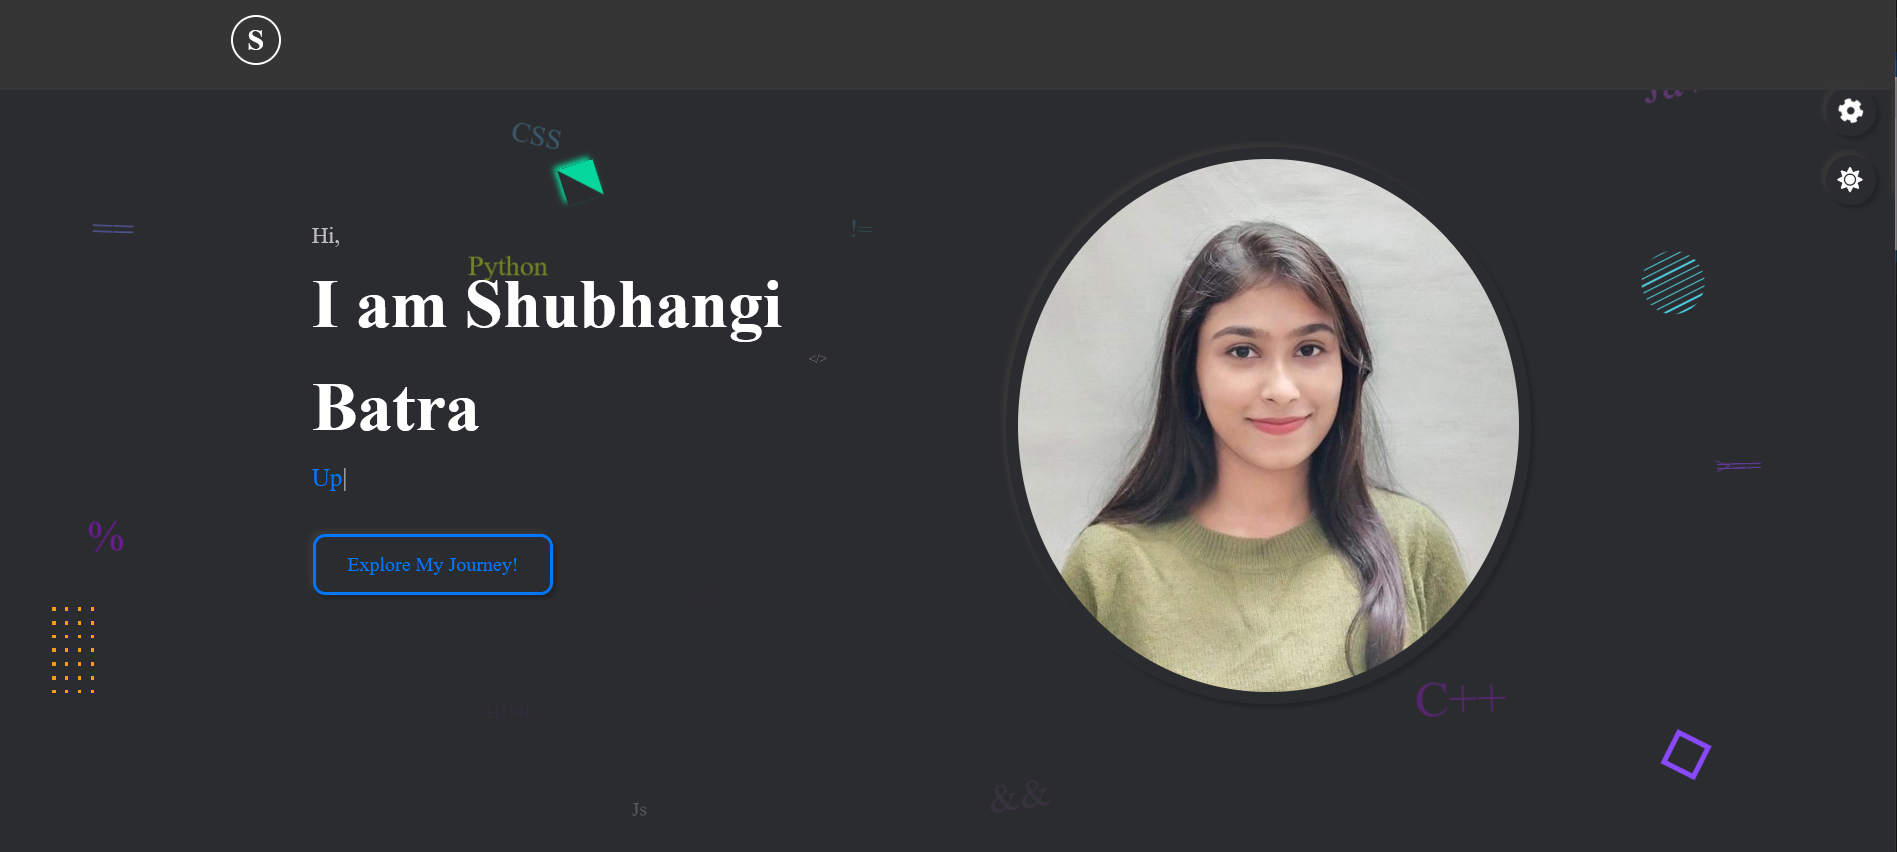 S
CSS
==
Hi,
!=
Python
I am Shubhangi
</>
Batra
Up
%
Explore My Journey!
C++
HTML
&&
Js